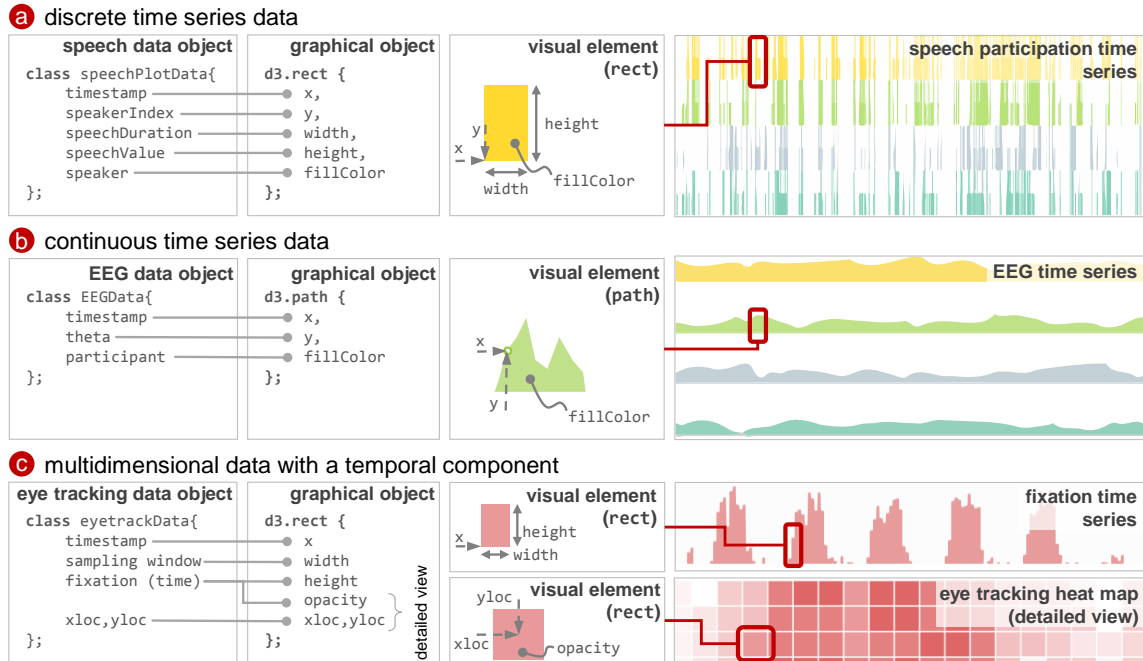 a discrete time series data
speech data object
class speechPlotData{
timestamp
speakerIndex
speechDuration
speechValue
speaker
};
graphical object
d3.rect {
x,
y,
width,
height,
fillColor
};
visual element
(rect)
y
x
height
width
fillColor
speech participation time
series
b continuous time series data
EEG data object
class EEGData{
timestamp
theta
participant
};
graphical object
d3.path {
x,
y,
fillColor
};
visual element
(path)
x
y
fillColor
EEG time series
c multidimensional data with a temporal component
eye tracking data object
class eyetrackData{
timestamp
sampling window
fixation (time)
xloc,yloc
};
graphical object
d3.rect {
x
width
height
opacity
xloc,yloc
};
detailed view
visual element
(rect)
x
height
width
fixation time
series
visual element
(rect)
yloc
xloc
opacity
eye tracking heat map
(detailed view)